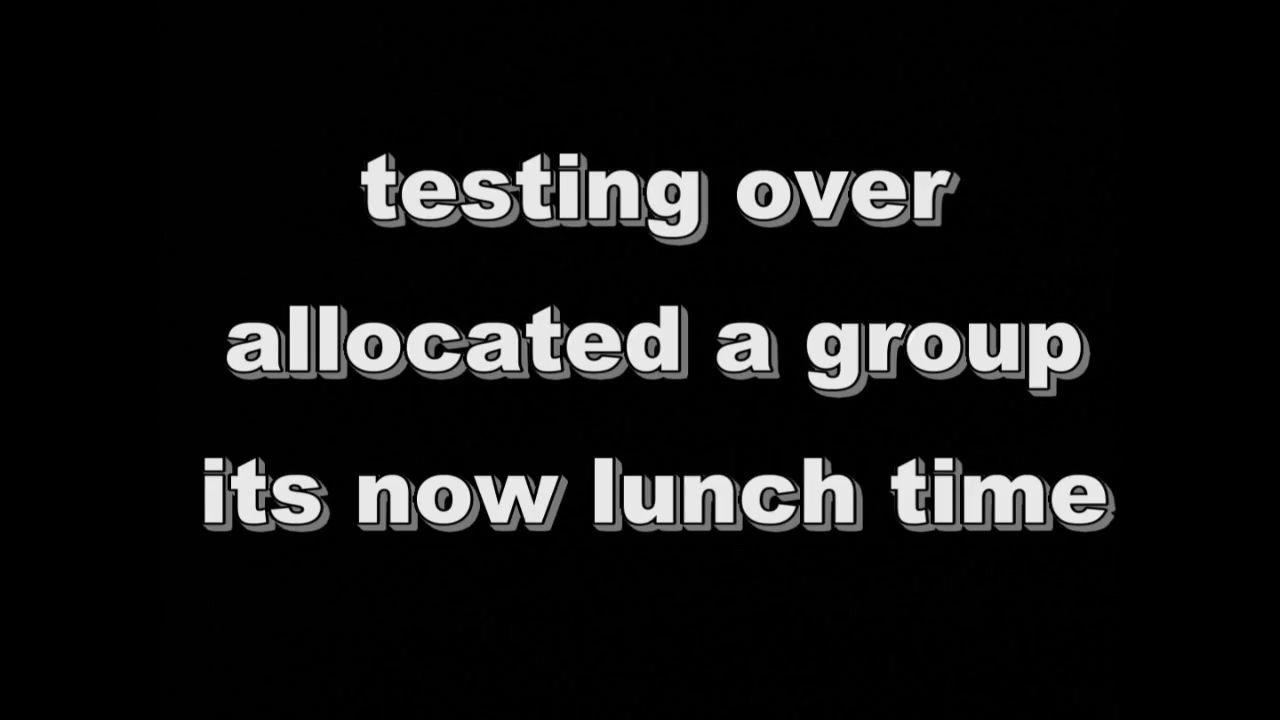 testing over
allocated a group
its now lunch time